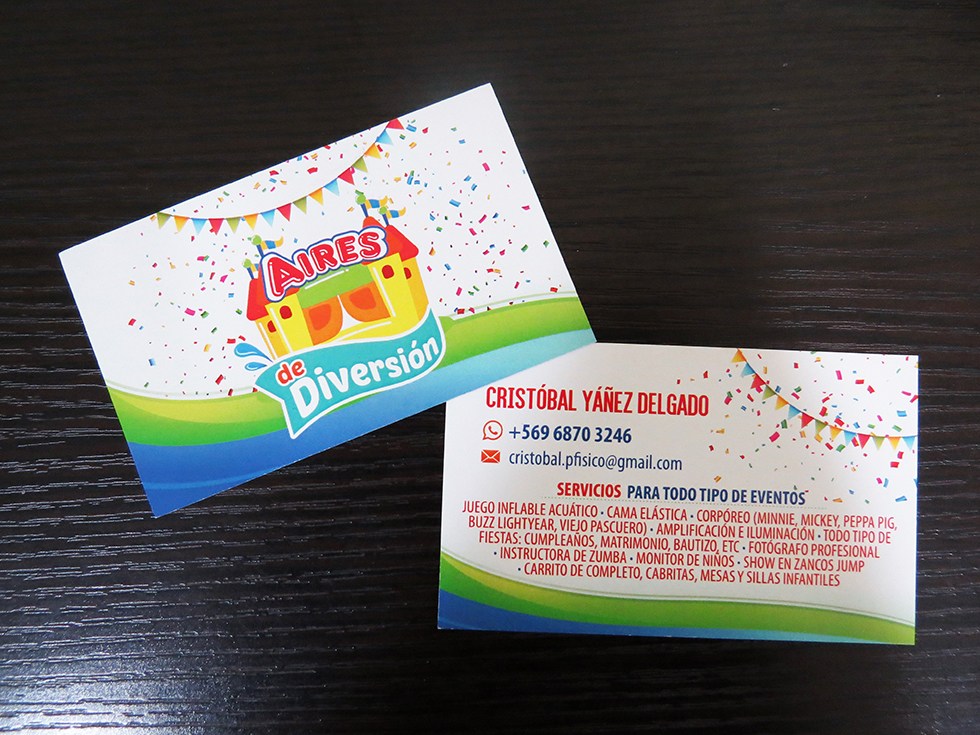 AIRES
de
Diversión
CRISTÓBAL YÁÑEZ DELGADO
+569 6870 3246
cristobal.pfisico@gmail.com
SERVICIOS PARA TODO TIPO DE EVENTOS
JUEGO INFLABLE ACUÁTICO • CAMA ELÁSTICA • CORPÓREO (MINNIE, MICKEY, PEPPA PIG,
BUZZ LIGHTYEAR, VIEJO PASCUERO) • AMPLIFICACIÓN E ILUMINACIÓN • TODO TIPO DE
FIESTAS: CUMPLEAÑOS, MATRIMONIO, BAUTIZO, ETC • FOTÓGRAFO PROFESIONAL
• INSTRUCTORA DE ZUMBA • MONITOR DE NIÑOS • SHOW EN ZANCOS JUMP
• CARRITO DE COMPLETO, CABRITAS, MESAS Y SILLAS INFANTILES